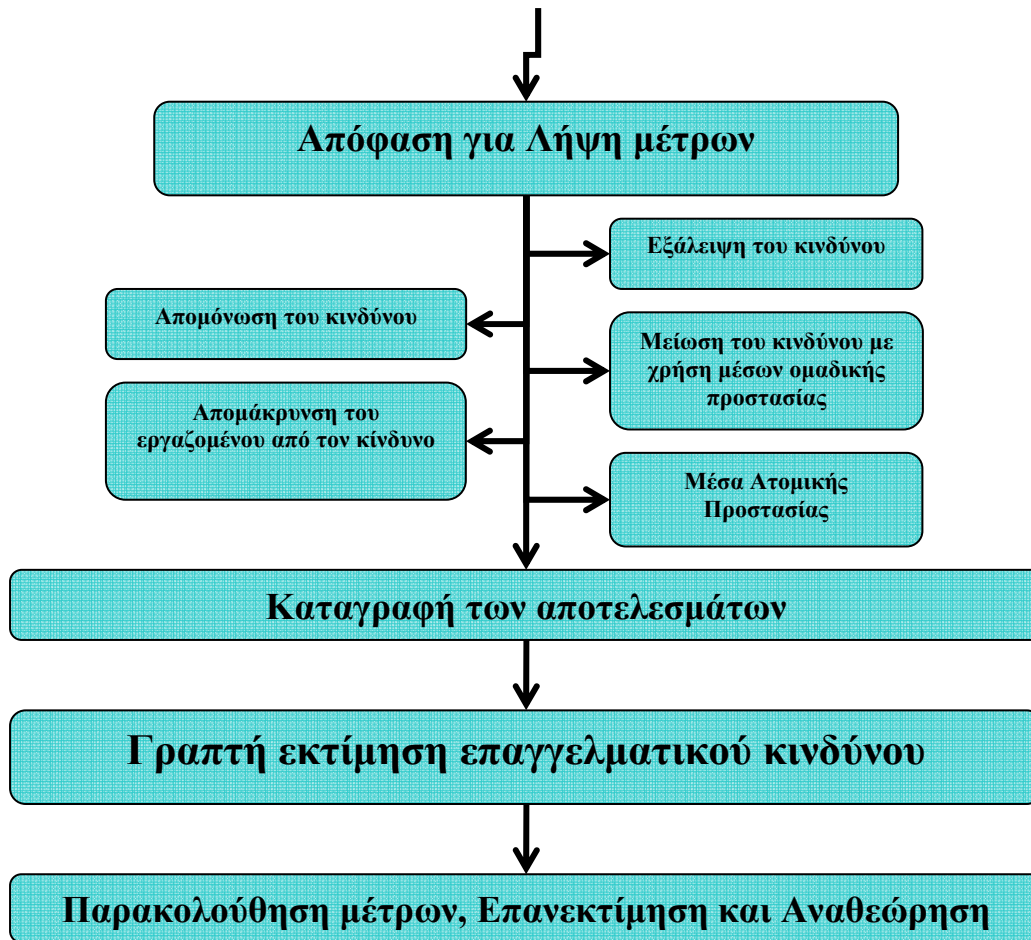 Απόφαση για Λήψη μέτρων
Εξάλειψη του κινδύνου
Απομόνωση του κινδύνου
Μείωση του κινδύνου με
χρήση μέσων ομαδικής
προστασίας
Απομάκρυνση του
εργαζομένου από τον κίνδυνο
Μέσα Ατομικής
Προστασίας
Καταγραφή των αποτελεσμάτων
Γραπτή εκτίμηση επαγγελματικού κινδύνου
Παρακολούθηση μέτρων, Επανεκτίμηση και Αναθεώρηση